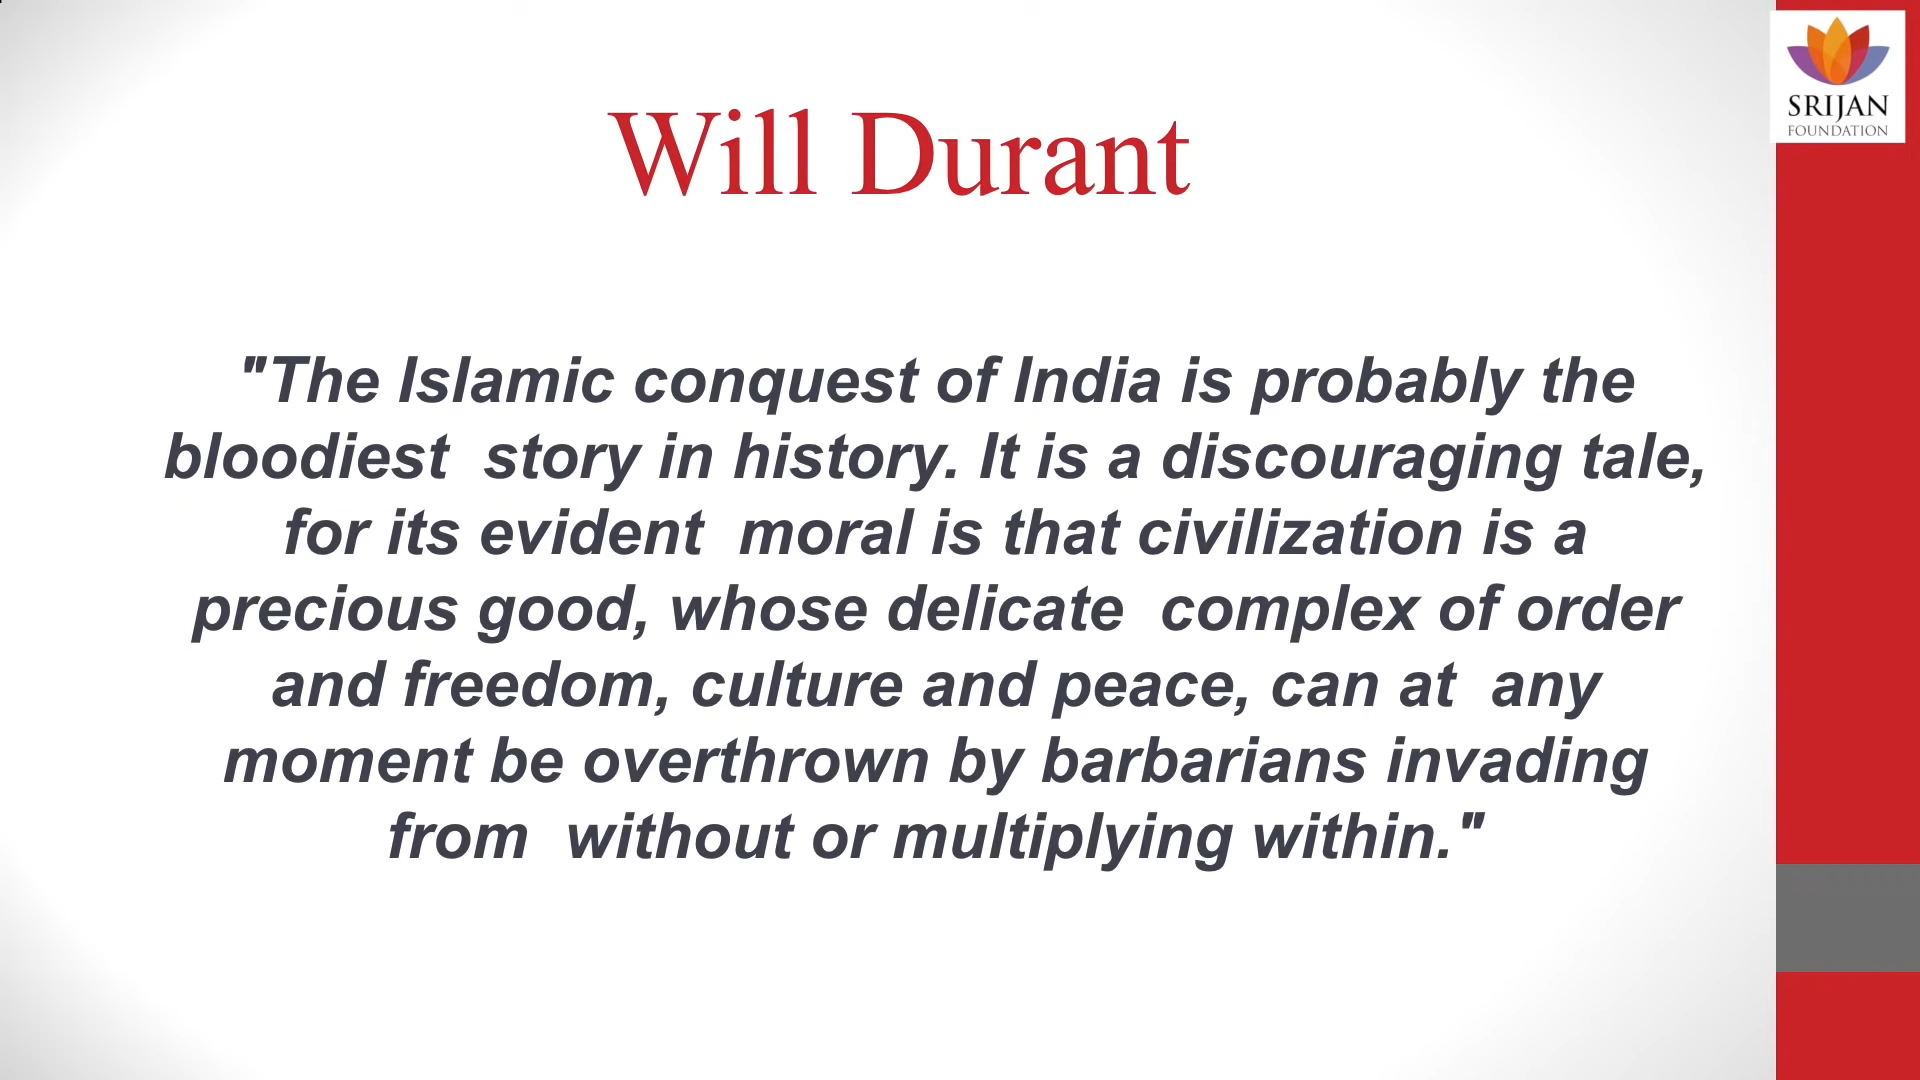 SRIJAN
FOUNDATION
Will Durant
"The Islamic conquest of India is probably the
bloodiest story in history. It is a discouraging tale,
for its evident moral is that civilization is a
precious good, whose delicate complex of order
and freedom, culture and peace, can at any
moment be overthrown by barbarians invading
from without or multiplying within."